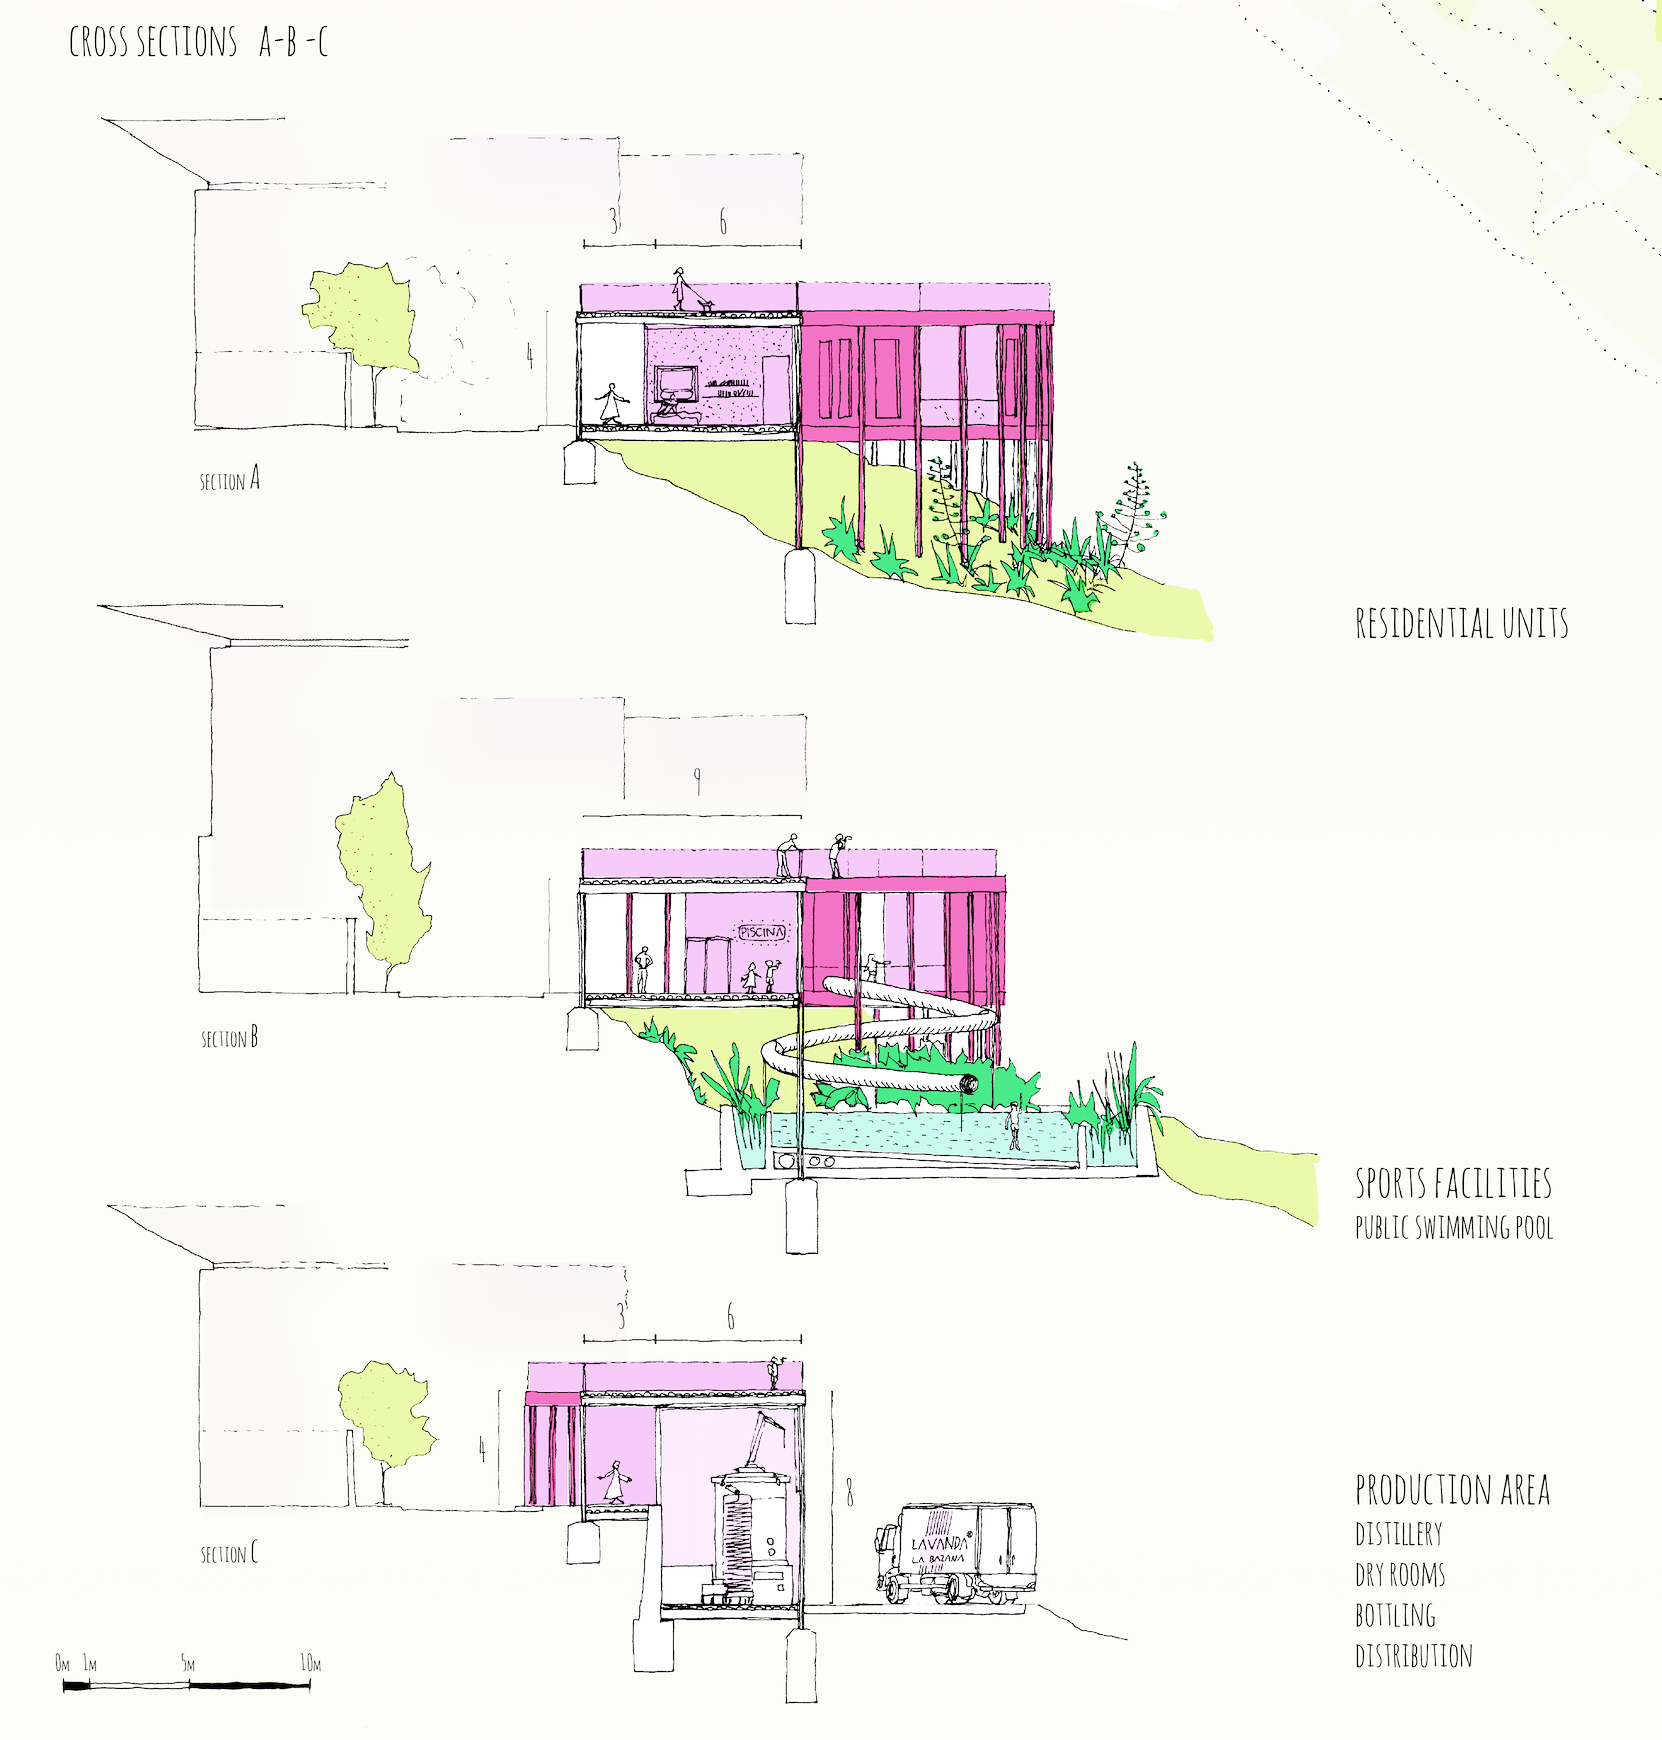 CROSS SECTIONS A-B-C
3 6
4
SECTION A
RESIDENTIAL UNITS
9
PISCINA
SECTION B
SPORTS FACILITIES
PUBLIC SWIMMING POOL
3 6
4
8
LAVANDA®
LA BAZANA
SECTION C
PRODUCTION AREA
DISTILLERY
DRY ROOMS
BOTTLING
DISTRIBUTION
0M 1M 5M 10M